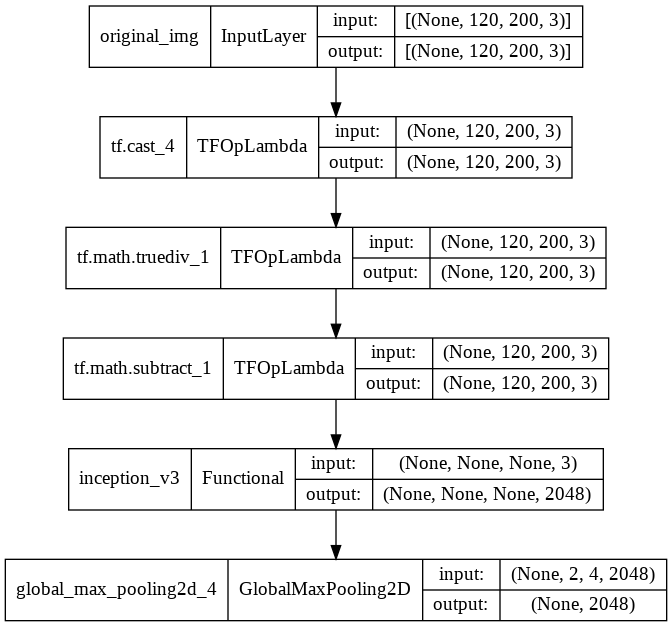 original_img InputLayer input: [(None, 120, 200, 3)]
output: [(None, 120, 200, 3)]
tf.cast_4 TFOpLambda input: (None, 120, 200, 3)
output: (None, 120, 200, 3)
tf.math.truediv_1 TFOpLambda input: (None, 120, 200, 3)
output: (None, 120, 200, 3)
tf.math.subtract_1 TFOpLambda input: (None, 120, 200, 3)
output: (None, 120, 200, 3)
inception_v3 Functional input: (None, None, None, 3)
output: (None, None, None, 2048)
global_max_pooling2d_4 GlobalMaxPooling2D input: (None, 2, 4, 2048)
output: (None, 2048)